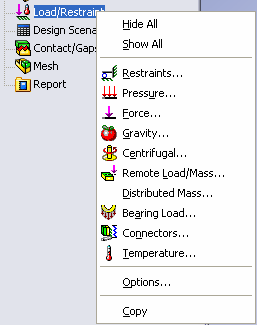 Load/Restraint
Hide All
Design Scena
Show All
Contact/Gaps
Mesh
Report
Restraints...
Pressure...
Force...
Gravity...
Centrifugal...
Remote Load/Mass...
Distributed Mass...
Bearing Load...
Connectors...
Temperature...
Options...
Copy